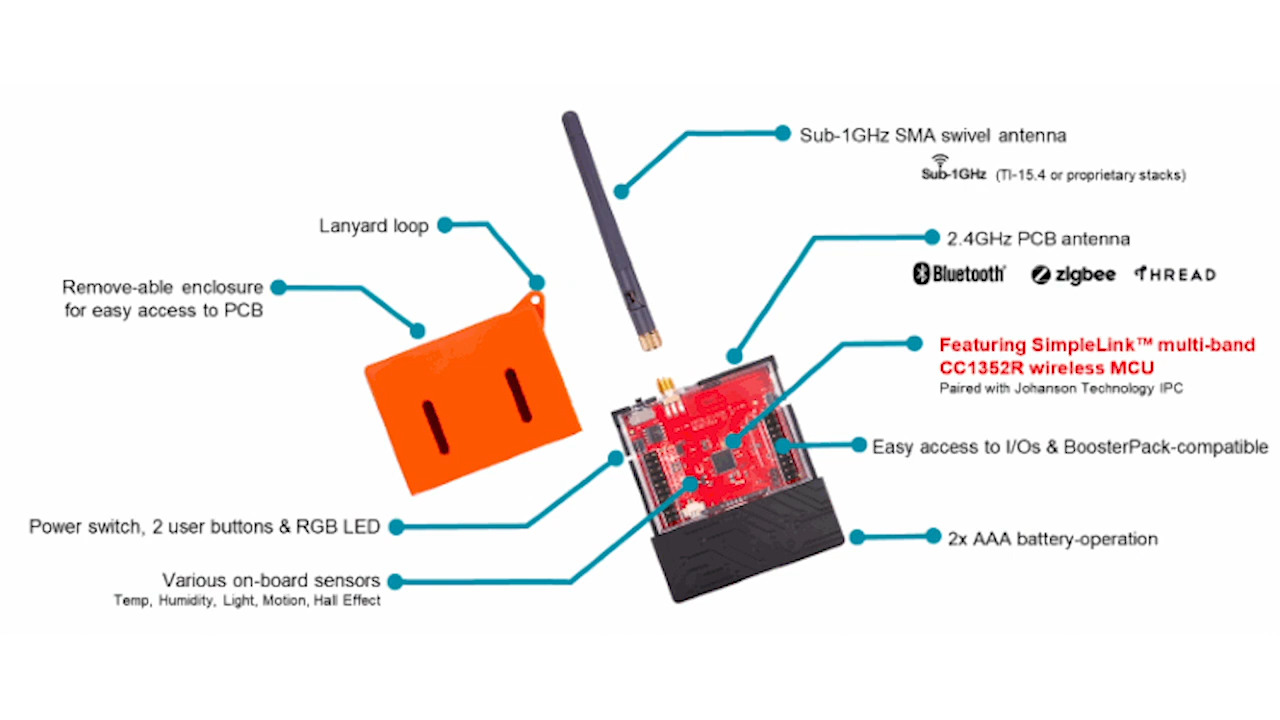 Sub-1GHz SMA swivel antenna
Sub-1GHz (TI-15.4 or proprietary stacks)
Lanyard loop
2.4GHz PCB antenna
Bluetooth® zigbee THREAD
Remove-able enclosure
for easy access to PCB
Featuring SimpleLink™ multi-band
CC1352R wireless MCU
Paired with Johanson Technology IPC
Easy access to I/Os & BoosterPack-compatible
Power switch, 2 user buttons & RGB LED
2x AAA battery-operation
Various on-board sensors
Temp, Humidity, Light, Motion, Hall Effect